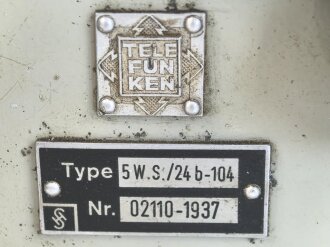 TELE
FUN
KEN
Type 5 W.S./24 b-104
Nr. 02110-1937